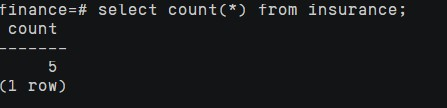 finance=# select count(*) from insurance;
count
-------
5
(1 row)